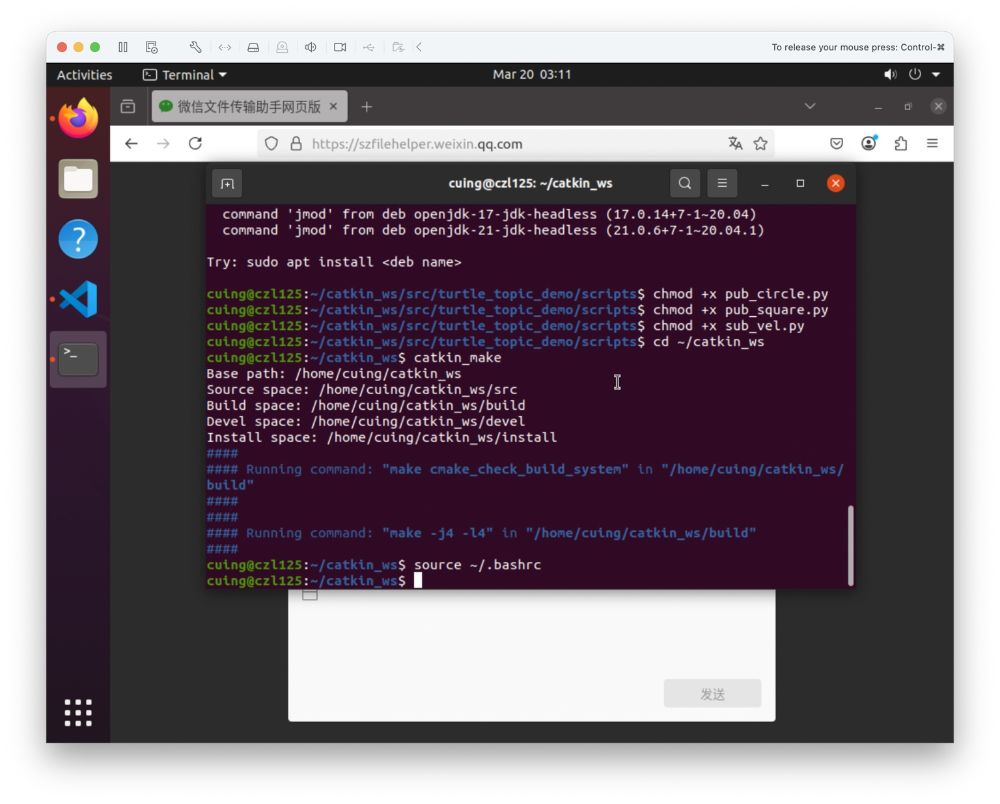 To release your mouse press: Control-⌘
Activities
Terminal
Mar 20 03:11
微信文件传输助手网页版
https://szfilehelper.weixin.qq.com
cuing@czl125: ~/catkin_ws
command 'jmod' from deb openjdk-17-jdk-headless (17.0.14+7-1~20.04)
command 'jmod' from deb openjdk-21-jdk-headless (21.0.6+7-1~20.04.1)
Try: sudo apt install <deb name>
cuing@czl125:~/catkin_ws/src/turtle_topic_demo/scripts$ chmod +x pub_circle.py
cuing@czl125:~/catkin_ws/src/turtle_topic_demo/scripts$ chmod +x pub_square.py
cuing@czl125:~/catkin_ws/src/turtle_topic_demo/scripts$ chmod +x sub_vel.py
cuing@czl125:~/catkin_ws/src/turtle_topic_demo/scripts$ cd ~/catkin_ws
cuing@czl125:~/catkin_ws$ catkin_make
Base path: /home/cuing/catkin_ws
Source space: /home/cuing/catkin_ws/src
Build space: /home/cuing/catkin_ws/build
Devel space: /home/cuing/catkin_ws/devel
Install space: /home/cuing/catkin_ws/install
####
#### Running command: "make cmake_check_build_system" in "/home/cuing/catkin_ws/
build"
####
####
#### Running command: "make -j4 -l4" in "/home/cuing/catkin_ws/build"
####
cuing@czl125:~/catkin_ws$ source ~/.bashrc
cuing@czl125:~/catkin_ws$
发送